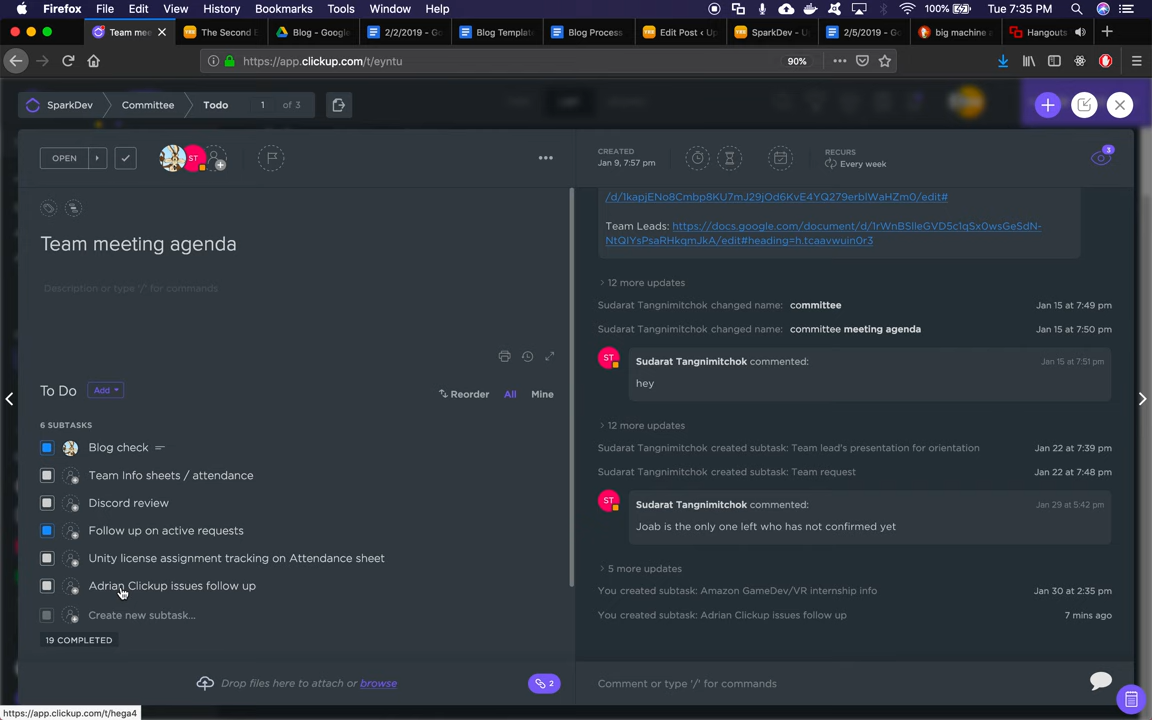 Firefox File Edit View History Bookmarks Tools Window Help 100% Tue 7:35 PM
Team mee The Second E Blog - Google 2/2/2019 - Go Blog Template Blog Process Edit Post ‹ Up SparkDev - U 2/5/2019 - Go big machine a Hangouts
https://app.clickup.com/t/eyntu 90%
SparkDev Committee Todo 1 of 3
OPEN
CREATED
Jan 9, 7:57 pm
RECURS
Every week
3
/d/1kapjENo8Cmbp8KU7mJ29jOd6KvE4YQ279erbIWaHZm0/edit#
Team Leads: https://docs.google.com/document/d/1rWnBSIleGVD5c1qSx0wsGeSdN-
NtQIYsPsaRHkqmJkA/edit#heading=h.tcaavwuin0r3
Team meeting agenda
Description or type '/' for commands
To Do Add
Reorder All Mine
6 SUBTASKS
Blog check
Team Info sheets / attendance
Discord review
Follow up on active requests
Unity license assignment tracking on Attendance sheet
Adrian Clickup issues follow up
Create new subtask...
19 COMPLETED
Drop files here to attach or browse
2
12 more updates
Sudarat Tangnimitchok changed name: committee Jan 15 at 7:49 pm
Sudarat Tangnimitchok changed name: committee meeting agenda Jan 15 at 7:50 pm
ST Sudarat Tangnimitchok commented: Jan 15 at 7:51 pm
hey
12 more updates
Sudarat Tangnimitchok created subtask: Team lead's presentation for orientation Jan 22 at 7:39 pm
Sudarat Tangnimitchok created subtask: Team request Jan 22 at 7:48 pm
ST Sudarat Tangnimitchok commented: Jan 29 at 5:42 pm
Joab is the only one left who has not confirmed yet
5 more updates
You created subtask: Amazon GameDev/VR internship info Jan 30 at 2:35 pm
You created subtask: Adrian Clickup issues follow up 7 mins ago
Comment or type '/' for commands
https://app.clickup.com/t/hega4